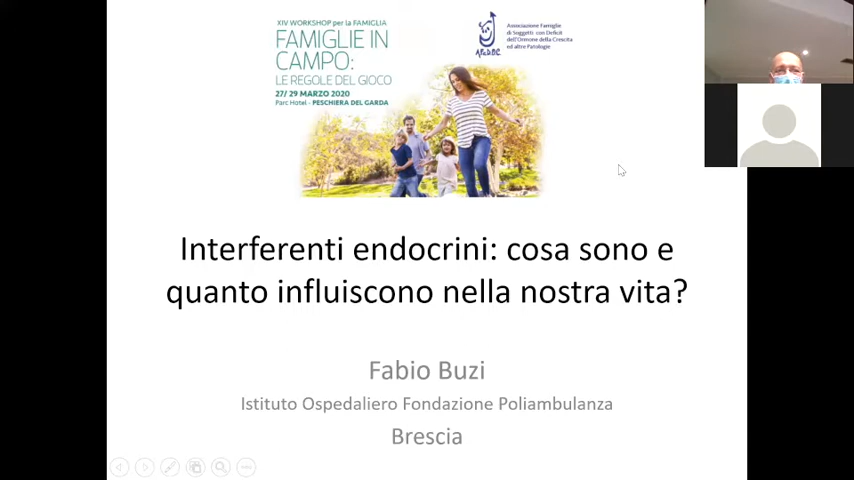 XIV WORKSHOP per la FAMIGLIA
FAMIGLIE IN
CAMPO:
LE REGOLE DEL GIOCO
27/ 29 MARZO 2020
Parc Hotel - PESCHIERA DEL GARDA
A.Fa.D.O.C.
Associazione Famiglie
di Soggetti con Deficit
dell'Ormone della Crescita
ed altre Patologie
Interferenti endocrini: cosa sono e
quanto influiscono nella nostra vita?
Fabio Buzi
Istituto Ospedaliero Fondazione Poliambulanza
Brescia